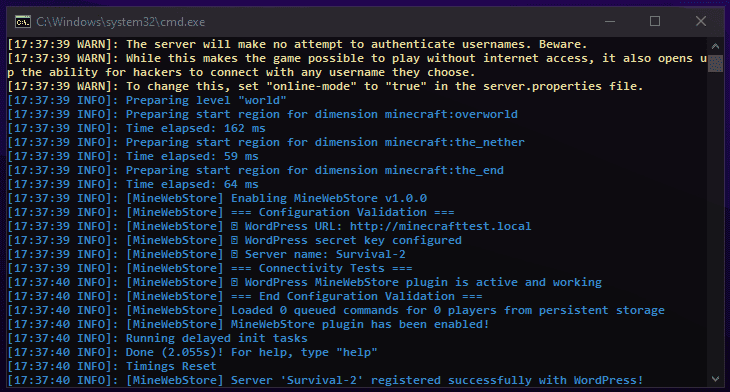 C:\Windows\system32\cmd.exe
[17:37:39 WARN]: The server will make no attempt to authenticate usernames. Beware.
[17:37:39 WARN]: While this makes the game possible to play without internet access, it also opens u
p the ability for hackers to connect with any username they choose.
[17:37:39 WARN]: To change this, set "online-mode" to "true" in the server.properties file.
[17:37:39 INFO]: Preparing level "world"
[17:37:39 INFO]: Preparing start region for dimension minecraft:overworld
[17:37:39 INFO]: Time elapsed: 162 ms
[17:37:39 INFO]: Preparing start region for dimension minecraft:the_nether
[17:37:39 INFO]: Time elapsed: 59 ms
[17:37:39 INFO]: Preparing start region for dimension minecraft:the_end
[17:37:39 INFO]: Time elapsed: 64 ms
[17:37:39 INFO]: [MineWebStore] Enabling MineWebStore v1.0.0
[17:37:39 INFO]: [MineWebStore] === Configuration Validation ===
[17:37:39 INFO]: [MineWebStore] ⍰ WordPress URL: http://minecrafttest.local
[17:37:39 INFO]: [MineWebStore] ⍰ WordPress secret key configured
[17:37:39 INFO]: [MineWebStore] ⍰ Server name: Survival-2
[17:37:39 INFO]: [MineWebStore] === Connectivity Tests ===
[17:37:40 INFO]: [MineWebStore] ⍰ WordPress MineWebStore plugin is active and working
[17:37:40 INFO]: [MineWebStore] === End Configuration Validation ===
[17:37:40 INFO]: [MineWebStore] Loaded 0 queued commands for 0 players from persistent storage
[17:37:40 INFO]: [MineWebStore] MineWebStore plugin has been enabled!
[17:37:40 INFO]: Running delayed init tasks
[17:37:40 INFO]: Done (2.055s)! For help, type "help"
[17:37:40 INFO]: Timings Reset
[17:37:40 INFO]: [MineWebStore] Server 'Survival-2' registered successfully with WordPress!